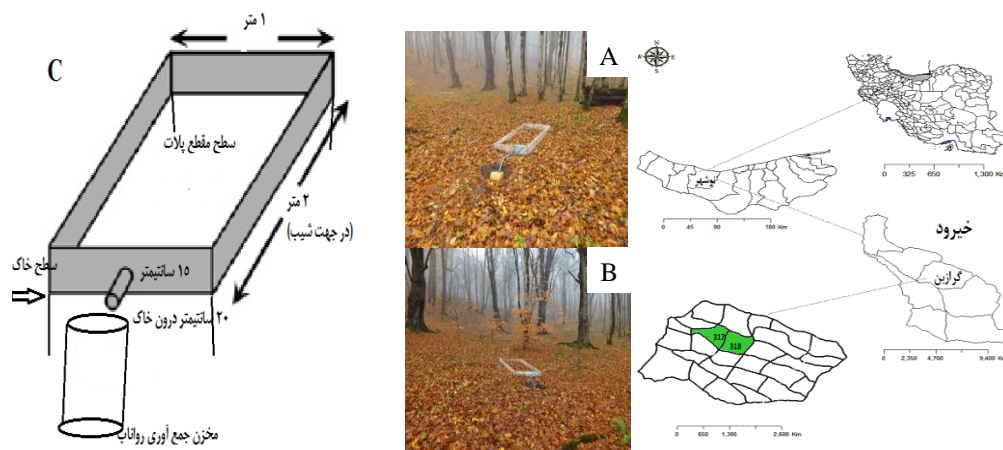 C
۱ متر
سطح مقطع پلات
۲ متر
(در جهت شیب)
سطح خاک
۱۵ سانتیمتر
۲۰ سانتیمتر درون خاک
مخزن جمع آوری رواناب
A
B
N
W
E
S
0 325 650 1,300 Km
نوشهر
0 45 90 180 Km
خیرود
گرازبن
0 2,350 4,700 9,400 Km
317
318
0 660 1,200 2,600 Km